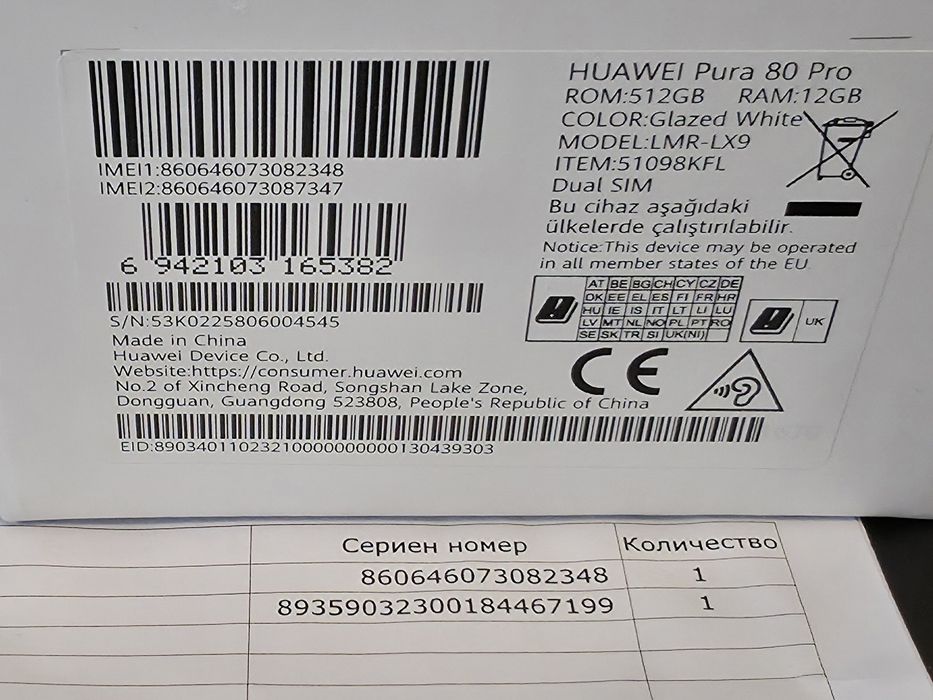 IMEI1:860646073082348
IMEI2:860646073087347
6 942103 165382
S/N:53K0225806004545
Made in China
Huawei Device Co., Ltd.
Website:https://consumer.huawei.com
No.2 of Xincheng Road, Songshan Lake Zone,
Dongguan, Guangdong 523808, People's Republic of China
EID:89034011023210000000000130439303
HUAWEI Pura 80 Pro
ROM:512GB RAM:12GB
COLOR:Glazed White
MODEL:LMR-LX9
ITEM:51098KFL
Dual SIM
Bu cihaz aşağıdaki
ülkelerde çalıştırılabilir.
Notice:This device may be operated
in all member states of the EU.
AT BE BG CH CY CZ DE
DK EE EL ES FI FR HR
HU IE IS IT LT LI LU
LV MT NL NO PL PT RO
SE SK TR SI UK(NI)
UK
CE
Сериен номер Количество
860646073082348 1
89359032300184467199 1